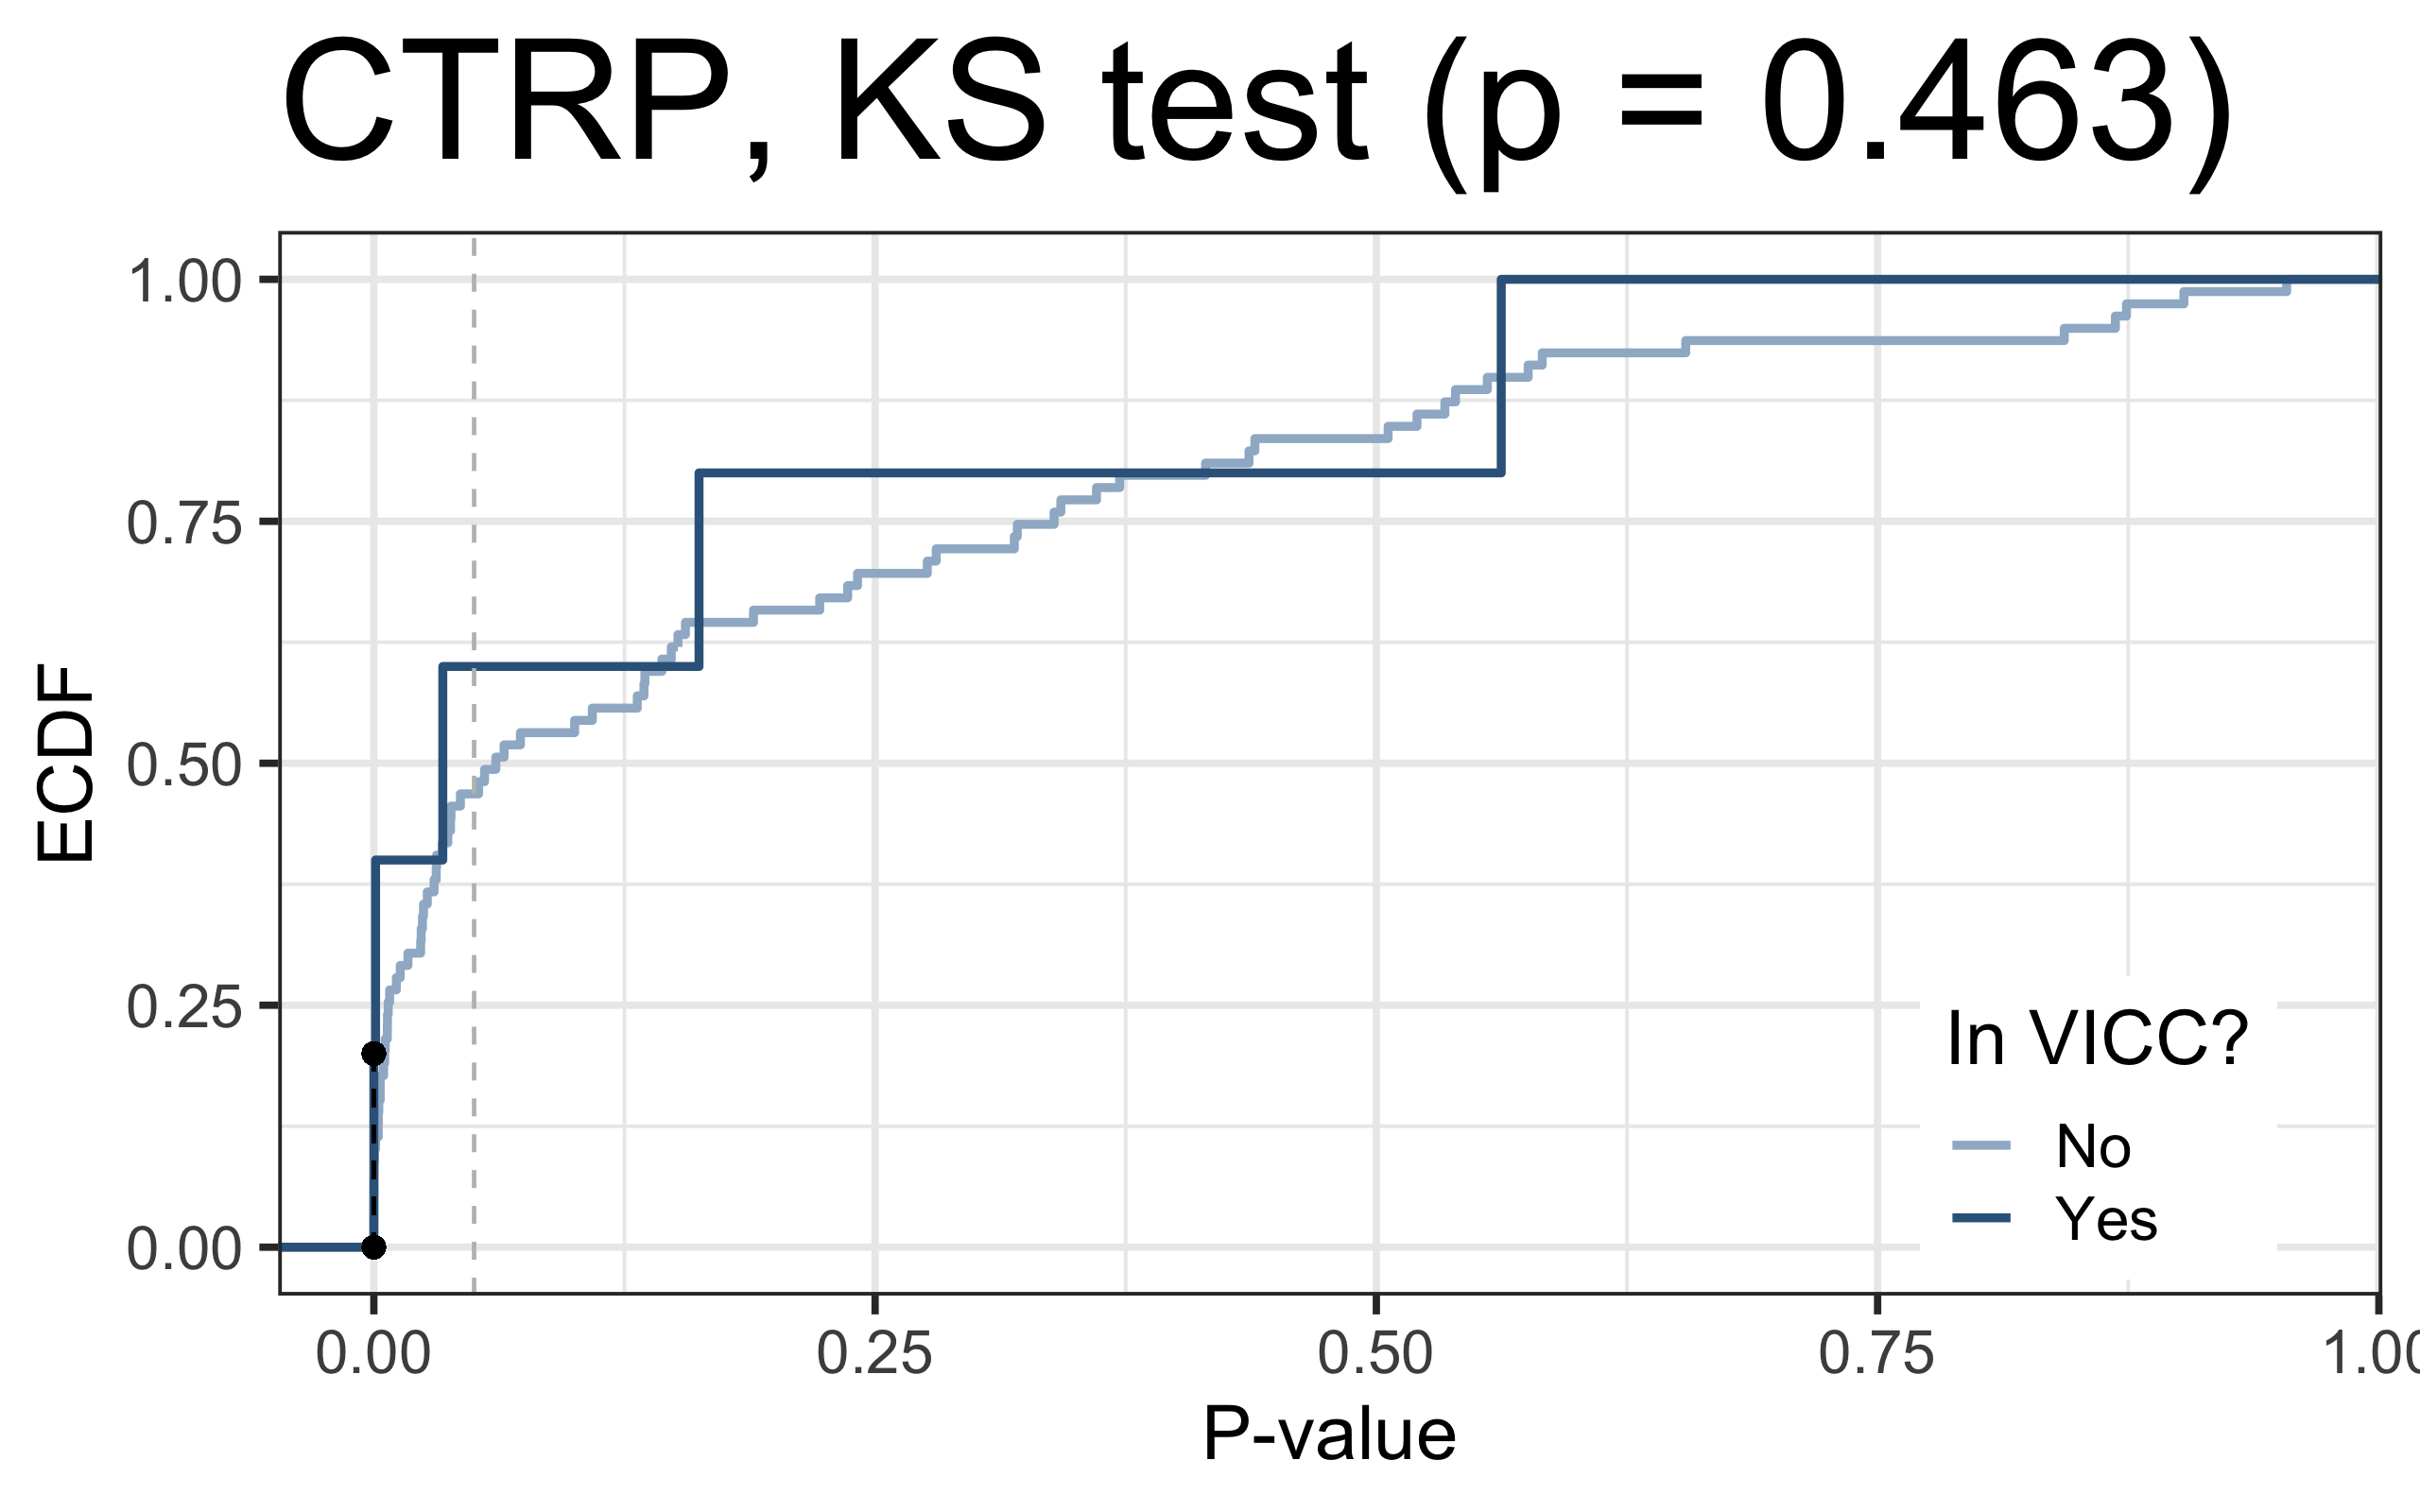 CTRP, KS test (p = 0.463)
1.00
0.75
0.50
0.25
0.00
ECDF
In VICC?
No
Yes
0.00 0.25 0.50 0.75 1.00
P-value